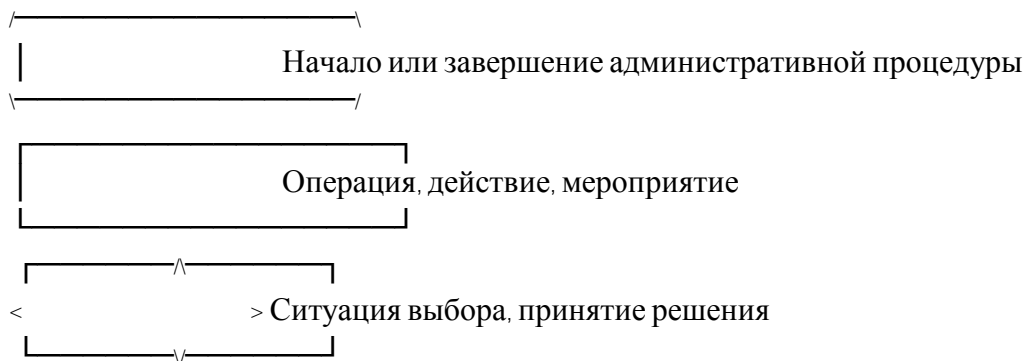 Начало или завершение административной процедуры
Операция, действие, мероприятие
< > Ситуация выбора, принятие решения